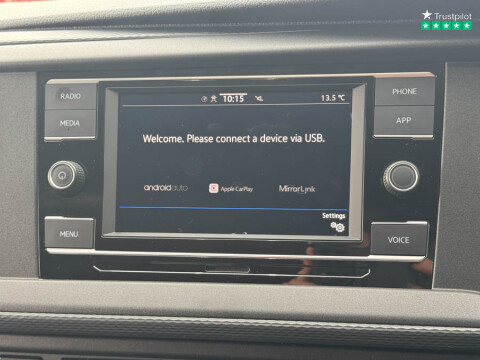 Trustpilot
RADIO
MEDIA
MENU
10:15
13.5 °C
Welcome. Please connect a device via USB.
androidauto
Apple CarPlay
MirrorLink
Settings
PHONE
APP
VOICE